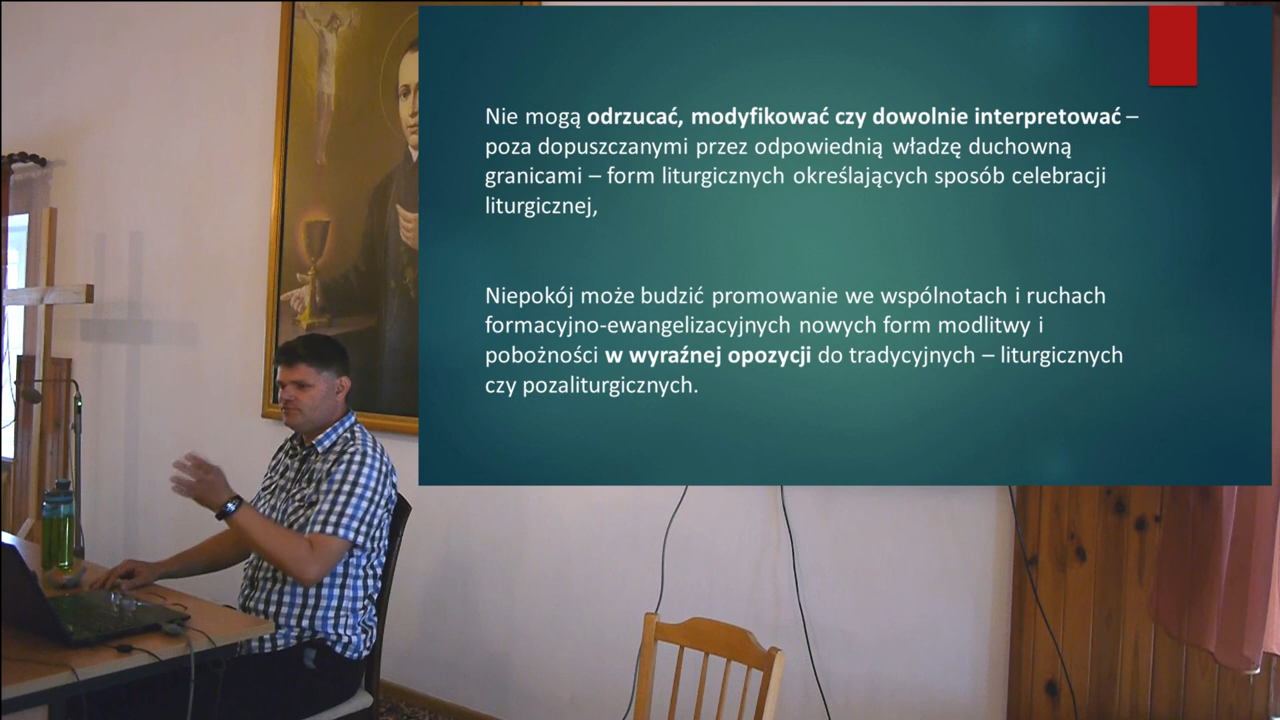 Nie mogą odrzucać, modyfikować czy dowolnie interpretować –
poza dopuszczanymi przez odpowiednią władzę duchowną
granicami – form liturgicznych określających sposób celebracji
liturgicznej,
Niepokój może budzić promowanie we wspólnotach i ruchach
formacyjno-ewangelizacyjnych nowych form modlitwy i
pobożności w wyraźnej opozycji do tradycyjnych – liturgicznych
czy pozaliturgicznych.